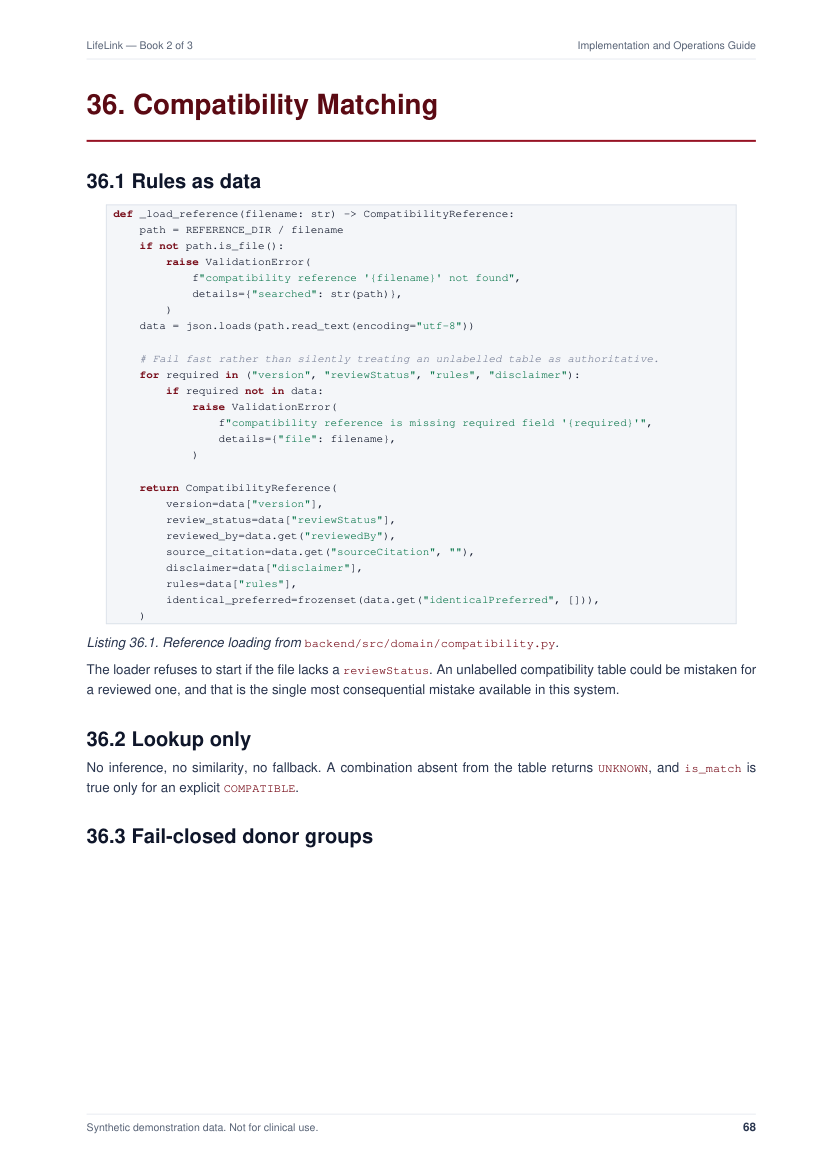 LifeLink — Book 2 of 3
Implementation and Operations Guide
36. Compatibility Matching
36.1 Rules as data
def _load_reference(filename: str) -> CompatibilityReference:
    path = REFERENCE_DIR / filename
    if not path.is_file():
        raise ValidationError(
            f"compatibility reference '{filename}' not found",
            details={"searched": str(path)},
        )
    data = json.loads(path.read_text(encoding="utf-8"))

    # Fail fast rather than silently treating an unlabelled table as authoritative.
    for required in ("version", "reviewStatus", "rules", "disclaimer"):
        if required not in data:
            raise ValidationError(
                f"compatibility reference is missing required field '{required}'",
                details={"file": filename},
            )

    return CompatibilityReference(
        version=data["version"],
        review_status=data["reviewStatus"],
        reviewed_by=data.get("reviewedBy"),
        source_citation=data.get("sourceCitation", ""),
        disclaimer=data["disclaimer"],
        rules=data["rules"],
        identical_preferred=frozenset(data.get("identicalPreferred", [])),
    )
Listing 36.1. Reference loading from backend/src/domain/compatibility.py.
The loader refuses to start if the file lacks a reviewStatus. An unlabelled compatibility table could be mistaken for
a reviewed one, and that is the single most consequential mistake available in this system.
36.2 Lookup only
No inference, no similarity, no fallback. A combination absent from the table returns UNKNOWN, and is_match is
true only for an explicit COMPATIBLE.
36.3 Fail-closed donor groups
Synthetic demonstration data. Not for clinical use.
68